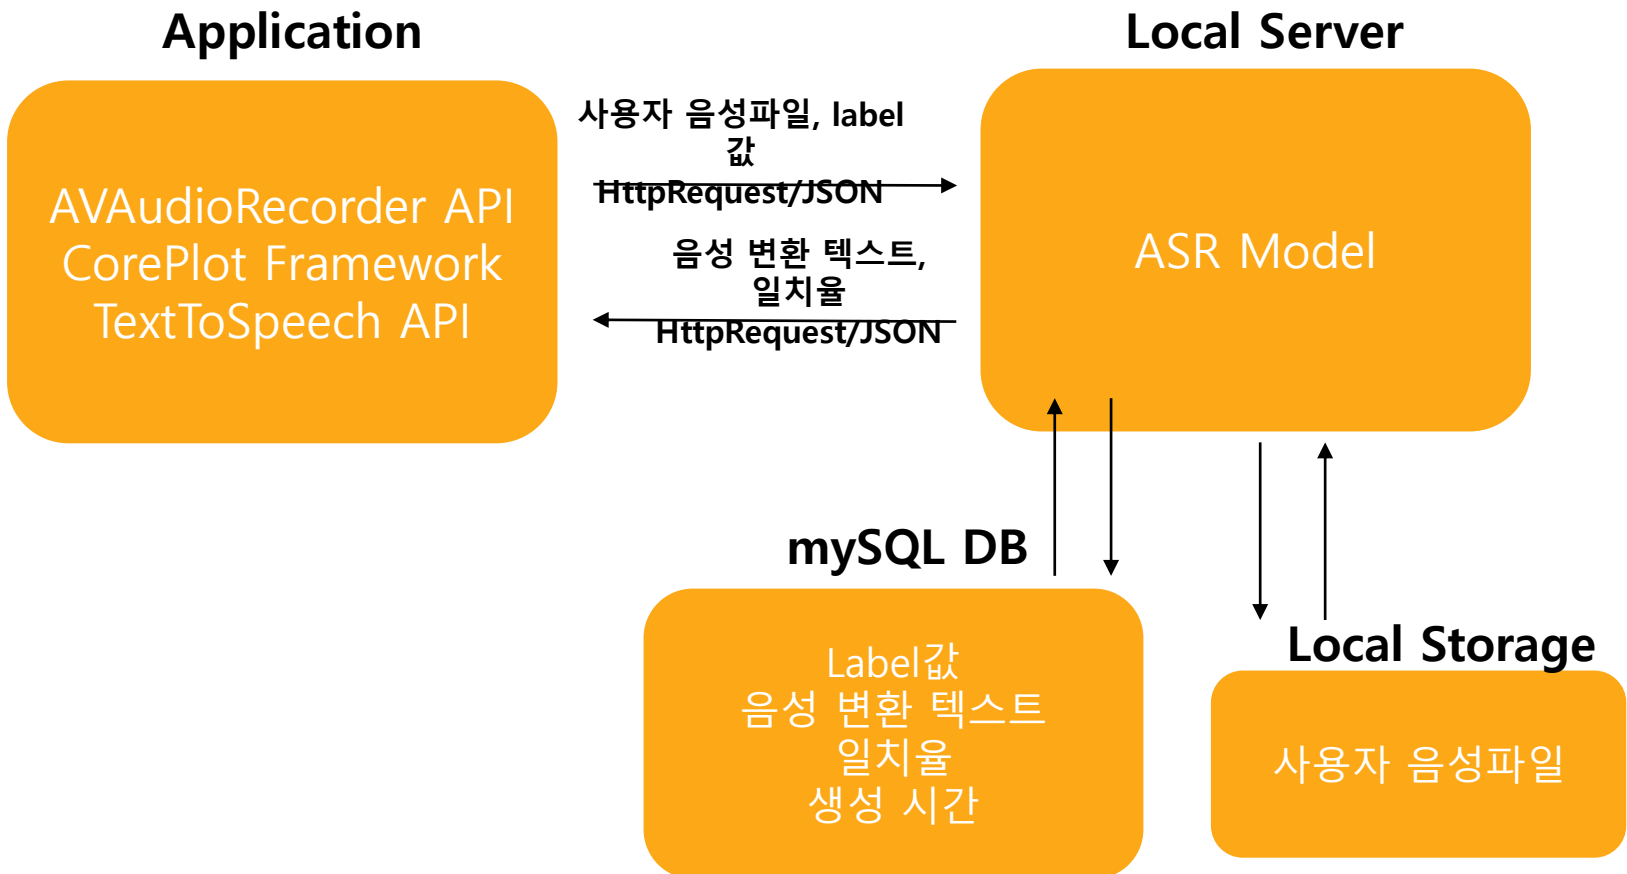 Application
Local Server
AVAudioRecorder API
CorePlot Framework
TextToSpeech API
사용자 음성파일, label
값
HttpRequest/JSON
음성 변환 텍스트,
일치율
HttpRequest/JSON
ASR Model
mySQL DB
Label값
음성 변환 텍스트
일치율
생성 시간
Local Storage
사용자 음성파일